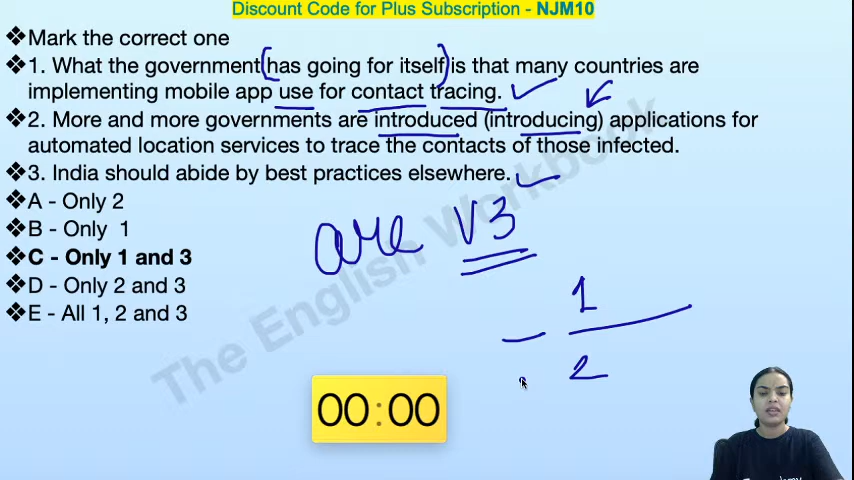 Discount Code for Plus Subscription - NJM10
❖Mark the correct one
❖1. What the government (has going for itself) is that many countries are
implementing mobile app use for contact tracing.
❖2. More and more governments are introduced (introducing) applications for
automated location services to trace the contacts of those infected.
❖3. India should abide by best practices elsewhere.
❖A - Only 2
❖B - Only 1
❖C - Only 1 and 3
❖D - Only 2 and 3
❖E - All 1, 2 and 3
are V3
1
2
The English Workbook
00:00